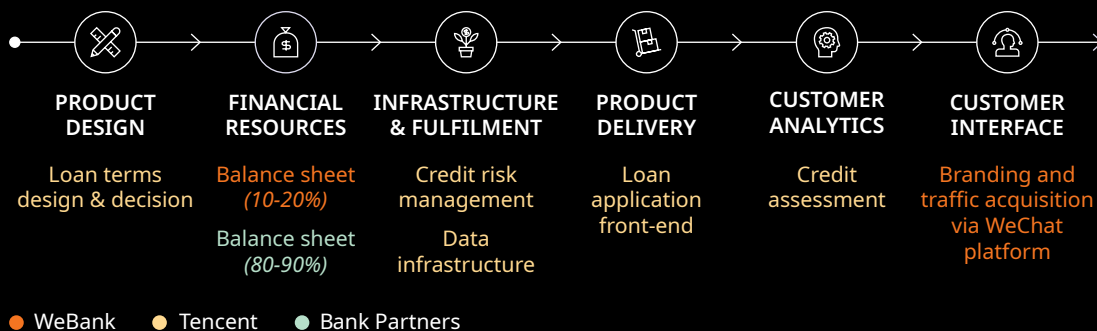 PRODUCT
DESIGN
Loan terms
design & decision
FINANCIAL
RESOURCES
Balance sheet
(10-20%)
Balance sheet
(80-90%)
INFRASTRUCTURE
& FULFILMENT
Credit risk
management
Data
infrastructure
PRODUCT
DELIVERY
Loan
application
front-end
CUSTOMER
ANALYTICS
Credit
assessment
CUSTOMER
INTERFACE
Branding and
traffic acquisition
via WeChat
platform
WeBank
Tencent
Bank Partners